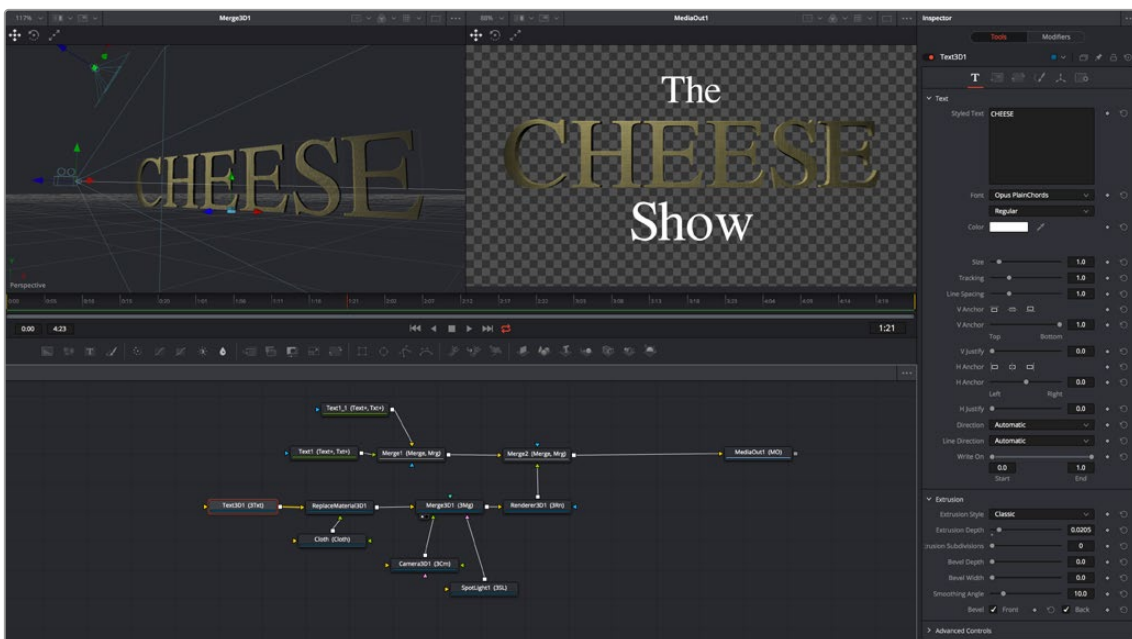 117%
Merge3D1
88%
MediaOut1
Inspector
Tools
Modifiers
Text3D1
Text
Styled Text
CHEESE
Font
Opus PlainChords
Regular
Color
Size
1.0
Tracking
1.0
Line Spacing
1.0
V Anchor
V Anchor
1.0
Top
Bottom
V Justify
0.0
H Anchor
H Anchor
0.0
Left
Right
H Justify
0.0
Direction
Automatic
Line Direction
Automatic
Write On
0.0
1.0
Start
End
Extrusion
Extrusion Style
Classic
Extrusion Depth
0.0205
trusion Subdivisions
0
Bevel Depth
0.0
Bevel Width
0.0
Smoothing Angle
10.0
Bevel
Front
Back
Advanced Controls
CHEESE
Perspective
The
CHEESE
Show
0:00
4:23
1:21
Text1_1 (Text+, Txt+)
Text1 (Text+, Txt+)
Merge1 (Merge, Mrg)
Merge2 (Merge, Mrg)
MediaOut1 (MO)
Text3D1 (3Txt)
ReplaceMaterial3D1
Merge3D1 (3Mg)
Renderer3D1 (3Rn)
Cloth (Cloth)
Camera3D1 (3Cm)
SpotLight1 (3SL)